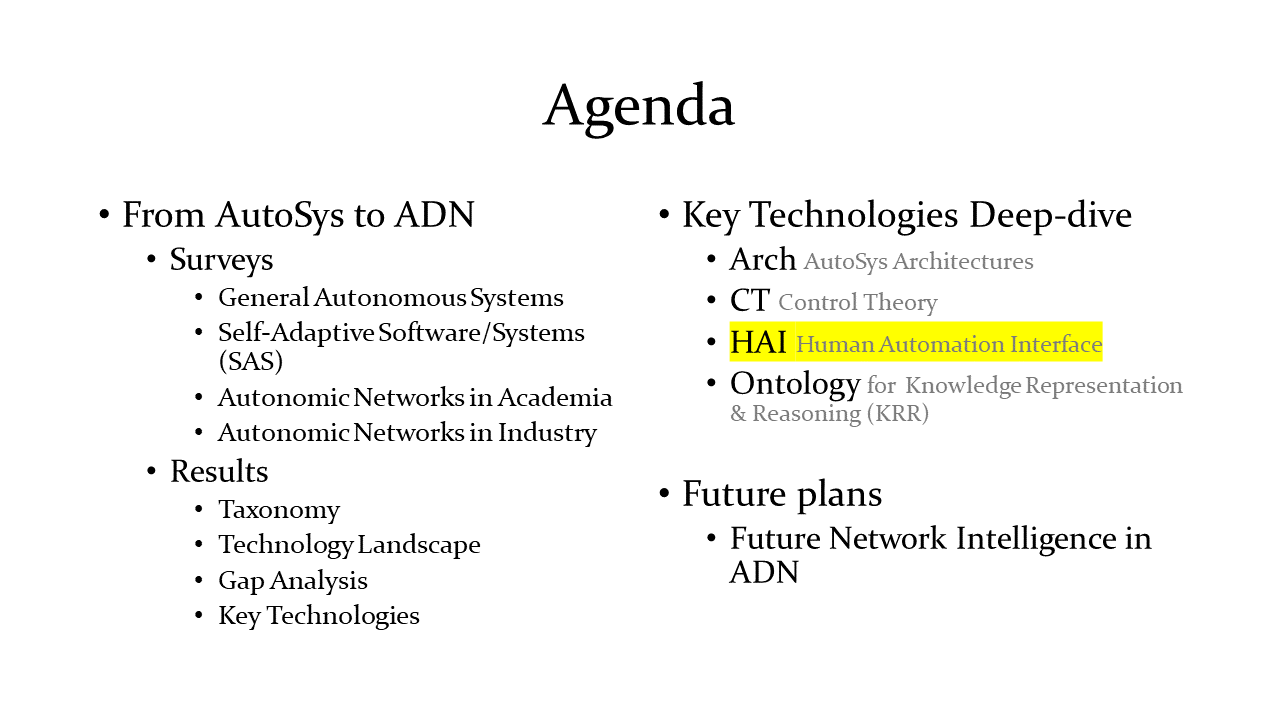 Agenda
• From AutoSys to ADN
• Surveys
• General Autonomous Systems
• Self-Adaptive Software/Systems
(SAS)
• Autonomic Networks in Academia
• Autonomic Networks in Industry
• Results
• Taxonomy
• Technology Landscape
• Gap Analysis
• Key Technologies
• Key Technologies Deep-dive
• Arch AutoSys Architectures
• CT Control Theory
• HAI Human Automation Interface
• Ontology for Knowledge Representation
& Reasoning (KRR)
• Future plans
• Future Network Intelligence in
ADN